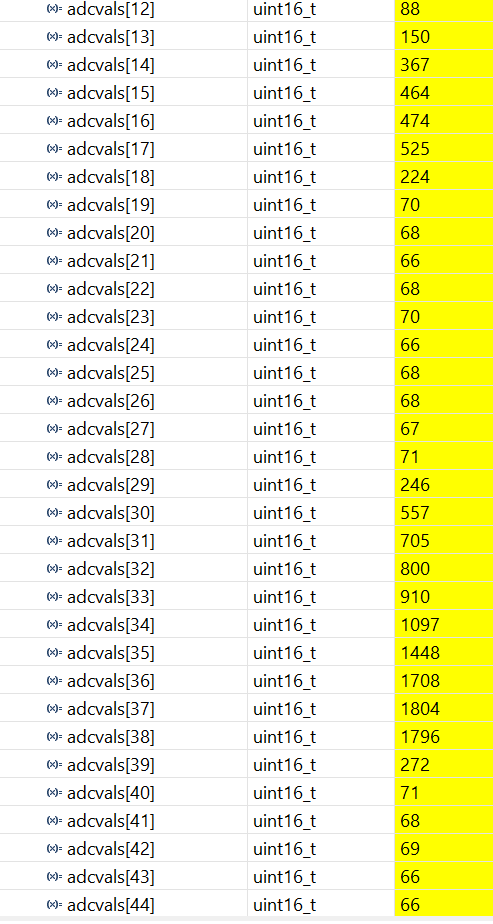 (x)= adcvals[12] uint16_t 88
(x)= adcvals[13] uint16_t 150
(x)= adcvals[14] uint16_t 367
(x)= adcvals[15] uint16_t 464
(x)= adcvals[16] uint16_t 474
(x)= adcvals[17] uint16_t 525
(x)= adcvals[18] uint16_t 224
(x)= adcvals[19] uint16_t 70
(x)= adcvals[20] uint16_t 68
(x)= adcvals[21] uint16_t 66
(x)= adcvals[22] uint16_t 68
(x)= adcvals[23] uint16_t 70
(x)= adcvals[24] uint16_t 66
(x)= adcvals[25] uint16_t 68
(x)= adcvals[26] uint16_t 68
(x)= adcvals[27] uint16_t 67
(x)= adcvals[28] uint16_t 71
(x)= adcvals[29] uint16_t 246
(x)= adcvals[30] uint16_t 557
(x)= adcvals[31] uint16_t 705
(x)= adcvals[32] uint16_t 800
(x)= adcvals[33] uint16_t 910
(x)= adcvals[34] uint16_t 1097
(x)= adcvals[35] uint16_t 1448
(x)= adcvals[36] uint16_t 1708
(x)= adcvals[37] uint16_t 1804
(x)= adcvals[38] uint16_t 1796
(x)= adcvals[39] uint16_t 272
(x)= adcvals[40] uint16_t 71
(x)= adcvals[41] uint16_t 68
(x)= adcvals[42] uint16_t 69
(x)= adcvals[43] uint16_t 66
(x)= adcvals[44] uint16_t 66